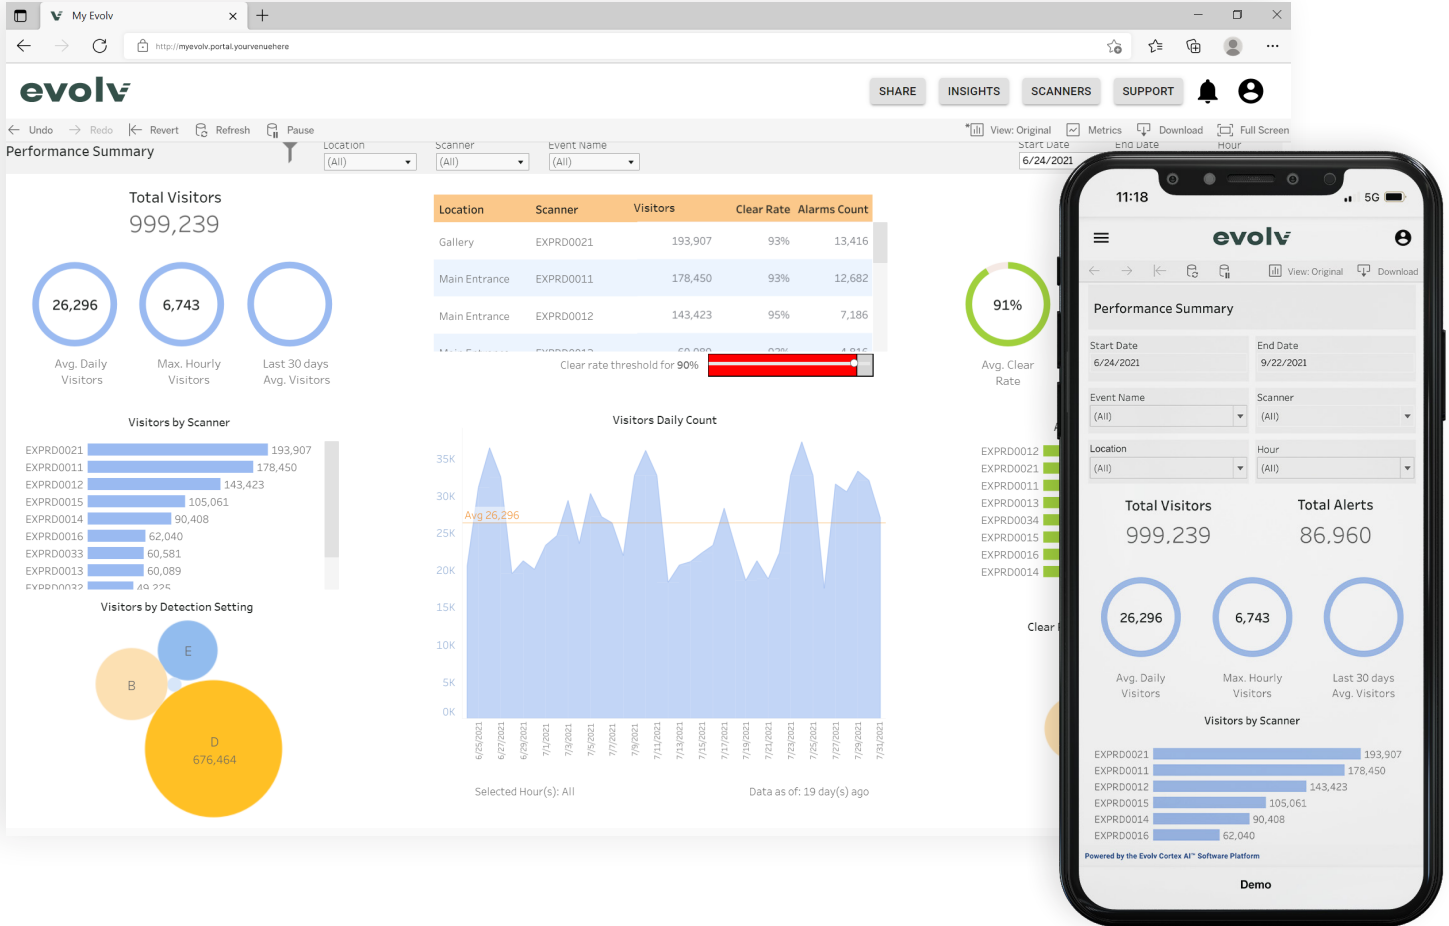 My Evolv
http://myevolv.portal.yourvenuehere
evolv
SHARE INSIGHTS SCANNERS SUPPORT
Undo Redo Revert Refresh Pause
View: Original Metrics Download Full Screen
Performance Summary
Location Scanner Event Name
(All) (All) (All)
Start Date End Date Hour
6/24/2021
Total Visitors
999,239
26,296 6,743
Avg. Daily Visitors
Max. Hourly Visitors
Last 30 days Avg. Visitors
Location Scanner Visitors Clear Rate Alarms Count
Gallery EXPRD0021 193,907 93% 13,416
Main Entrance EXPRD0011 178,450 93% 12,682
Main Entrance EXPRD0012 143,423 95% 7,186
Main Entrance EXPRD0013 60,089 92% 4,816
Clear rate threshold for 90%
91%
Avg. Clear
Rate
Visitors by Scanner
EXPRD0021 193,907
EXPRD0011 178,450
EXPRD0012 143,423
EXPRD0015 105,061
EXPRD0014 90,408
EXPRD0016 62,040
EXPRD0033 60,581
EXPRD0013 60,089
EXPRD0032 49,225
Visitors by Detection Setting
E
B
D
676,464
Visitors Daily Count
35K
30K
Avg 26,296
25K
20K
15K
10K
5K
0K
6/25/2021
6/27/2021
6/29/2021
7/1/2021
7/3/2021
7/5/2021
7/7/2021
7/9/2021
7/11/2021
7/13/2021
7/15/2021
7/17/2021
7/19/2021
7/21/2021
7/23/2021
7/25/2021
7/27/2021
7/29/2021
7/31/2021
Selected Hour(s): All
Data as of: 19 day(s) ago
EXPRD0012
EXPRD0021
EXPRD0011
EXPRD0013
EXPRD0034
EXPRD0015
EXPRD0016
EXPRD0014
Clear
11:18 5G
evolv
View: Original Download
Performance Summary
Start Date End Date
6/24/2021 9/22/2021
Event Name Scanner
(All) (All)
Location Hour
(All) (All)
Total Visitors Total Alerts
999,239 86,960
26,296 6,743
Avg. Daily Visitors
Max. Hourly Visitors
Last 30 days Avg. Visitors
Visitors by Scanner
EXPRD0021 193,907
EXPRD0011 178,450
EXPRD0012 143,423
EXPRD0015 105,061
EXPRD0014 90,408
EXPRD0016 62,040
Powered by the Evolv Cortex AI™ Software Platform
Demo